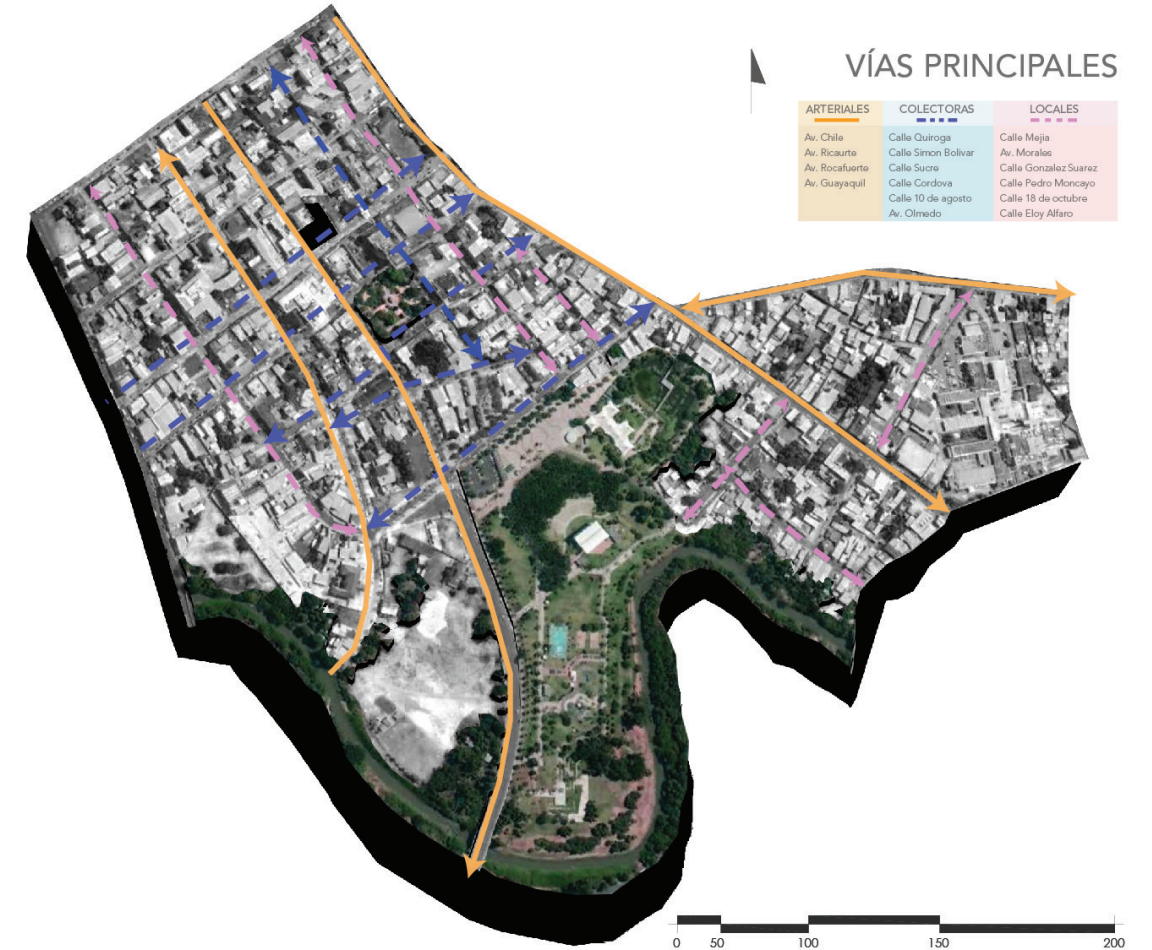 VÍAS PRINCIPALES
ARTERIALES COLECTORAS LOCALES
Av. Chile Calle Quiroga Calle Mejia
Av. Ricaurte Calle Simon Bolivar Av. Morales
Av. Rocafuerte Calle Sucre Calle Gonzalez Suarez
Av. Guayaquil Calle Cordova Calle Pedro Moncayo
Calle 10 de agosto Calle 18 de octubre
Av. Olmedo Calle Eloy Alfaro
0 50 100 150 200